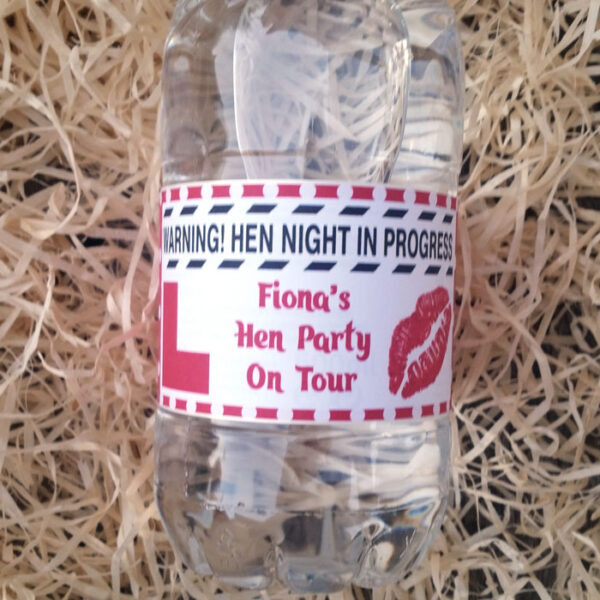 WARNING! HEN NIGHT IN PROGRESS
L
Fiona's
Hen Party
On Tour